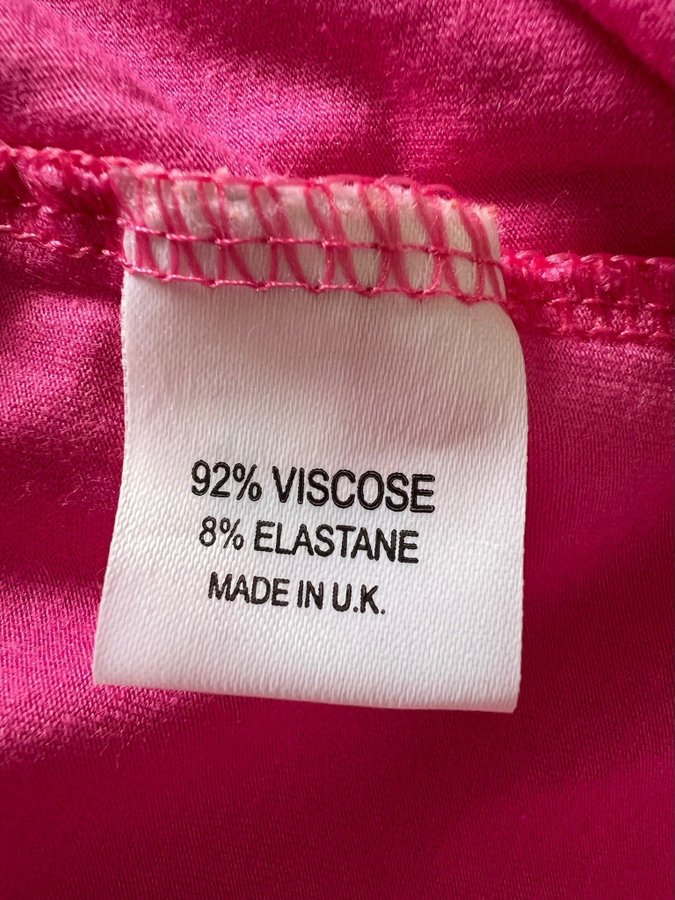 92% VISCOSE
8% ELASTANE
MADE IN U.K.